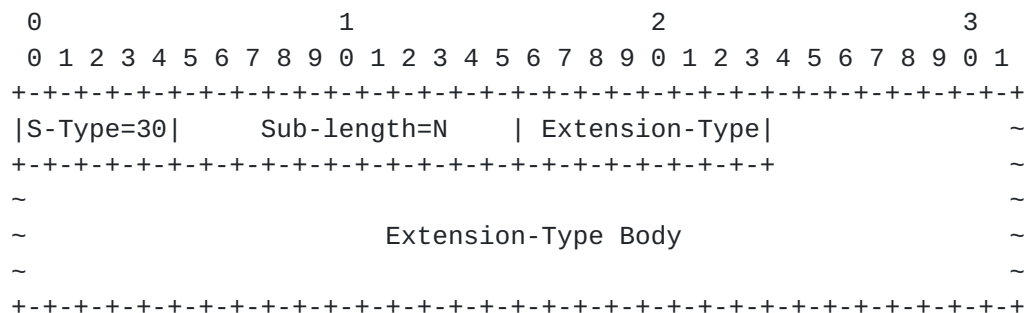 0                   1                   2                   3
 0 1 2 3 4 5 6 7 8 9 0 1 2 3 4 5 6 7 8 9 0 1 2 3 4 5 6 7 8 9 0 1
+-+-+-+-+-+-+-+-+-+-+-+-+-+-+-+-+-+-+-+-+-+-+-+-+-+-+-+-+-+-+-+-+
|S-Type=30|     Sub-length=N    | Extension-Type|               ~
+-+-+-+-+-+-+-+-+-+-+-+-+-+-+-+-+-+-+-+-+-+-+-+-+               ~
~                                                               ~
~                       Extension-Type Body                     ~
~                                                               ~
+-+-+-+-+-+-+-+-+-+-+-+-+-+-+-+-+-+-+-+-+-+-+-+-+-+-+-+-+-+-+-+-+